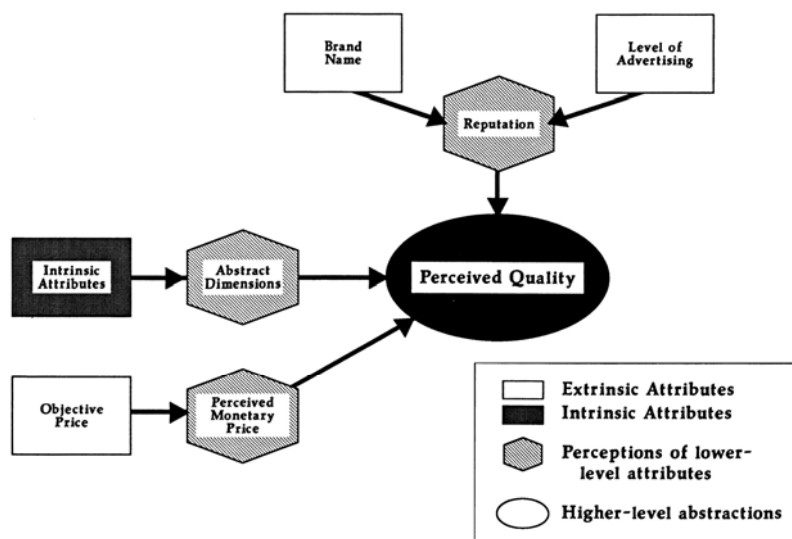 Brand
Name
Level of
Advertising
Reputation
Intrinsic
Attributes
Abstract
Dimensions
Perceived Quality
Objective
Price
Perceived
Monetary
Price
Extrinsic Attributes
Intrinsic Attributes
Perceptions of lower-
level attributes
Higher-level abstractions